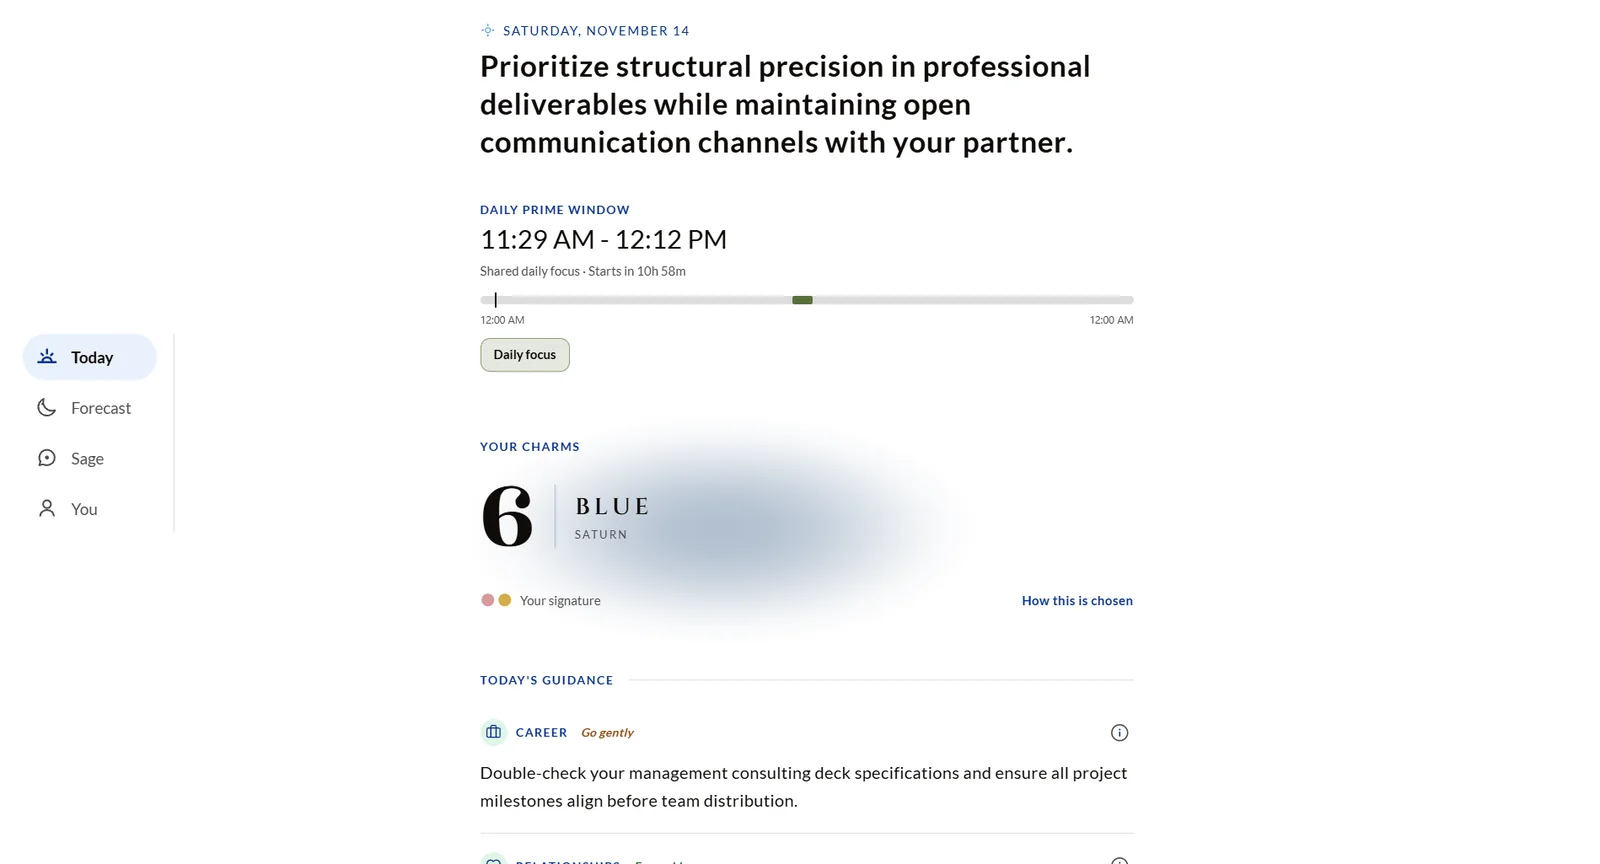 SATURDAY, NOVEMBER 14
Prioritize structural precision in professional
deliverables while maintaining open
communication channels with your partner.
DAILY PRIME WINDOW
11:29 AM - 12:12 PM
Shared daily focus · Starts in 10h 58m
12:00 AM
12:00 AM
Daily focus
Today
Forecast
Sage
You
YOUR CHARMS
6
BLUE
SATURN
Your signature
How this is chosen
TODAY'S GUIDANCE
CAREER Go gently
Double-check your management consulting deck specifications and ensure all project
milestones align before team distribution.
RELATIONSHIPS